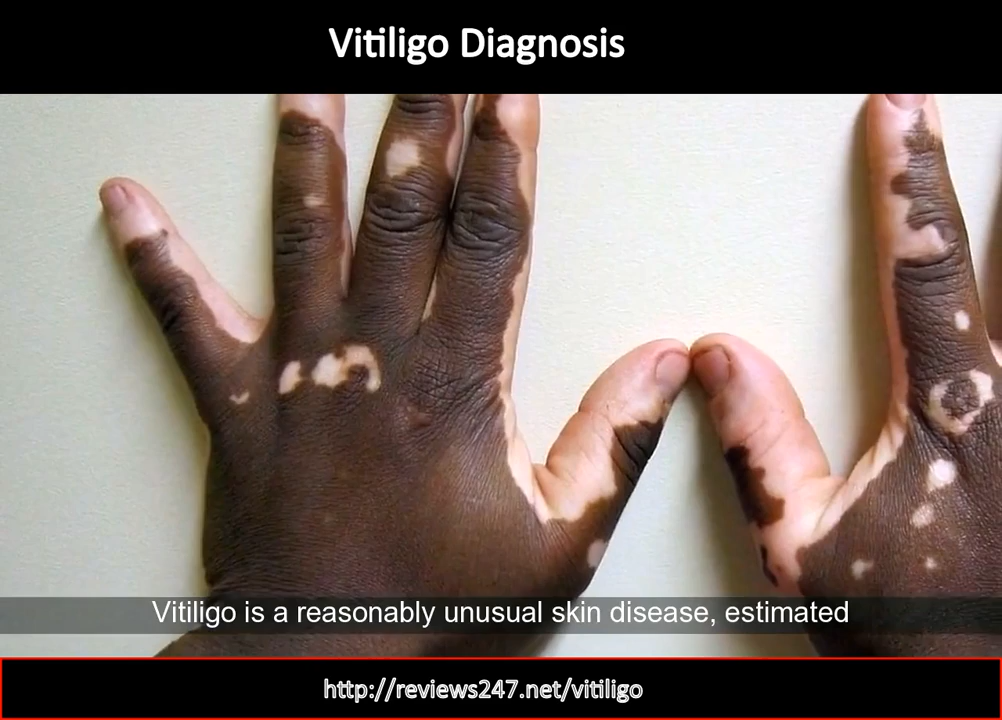 Vitiligo Diagnosis
Vitiligo is a reasonably unusual skin disease, estimated
http://reviews247.net/vitiligo